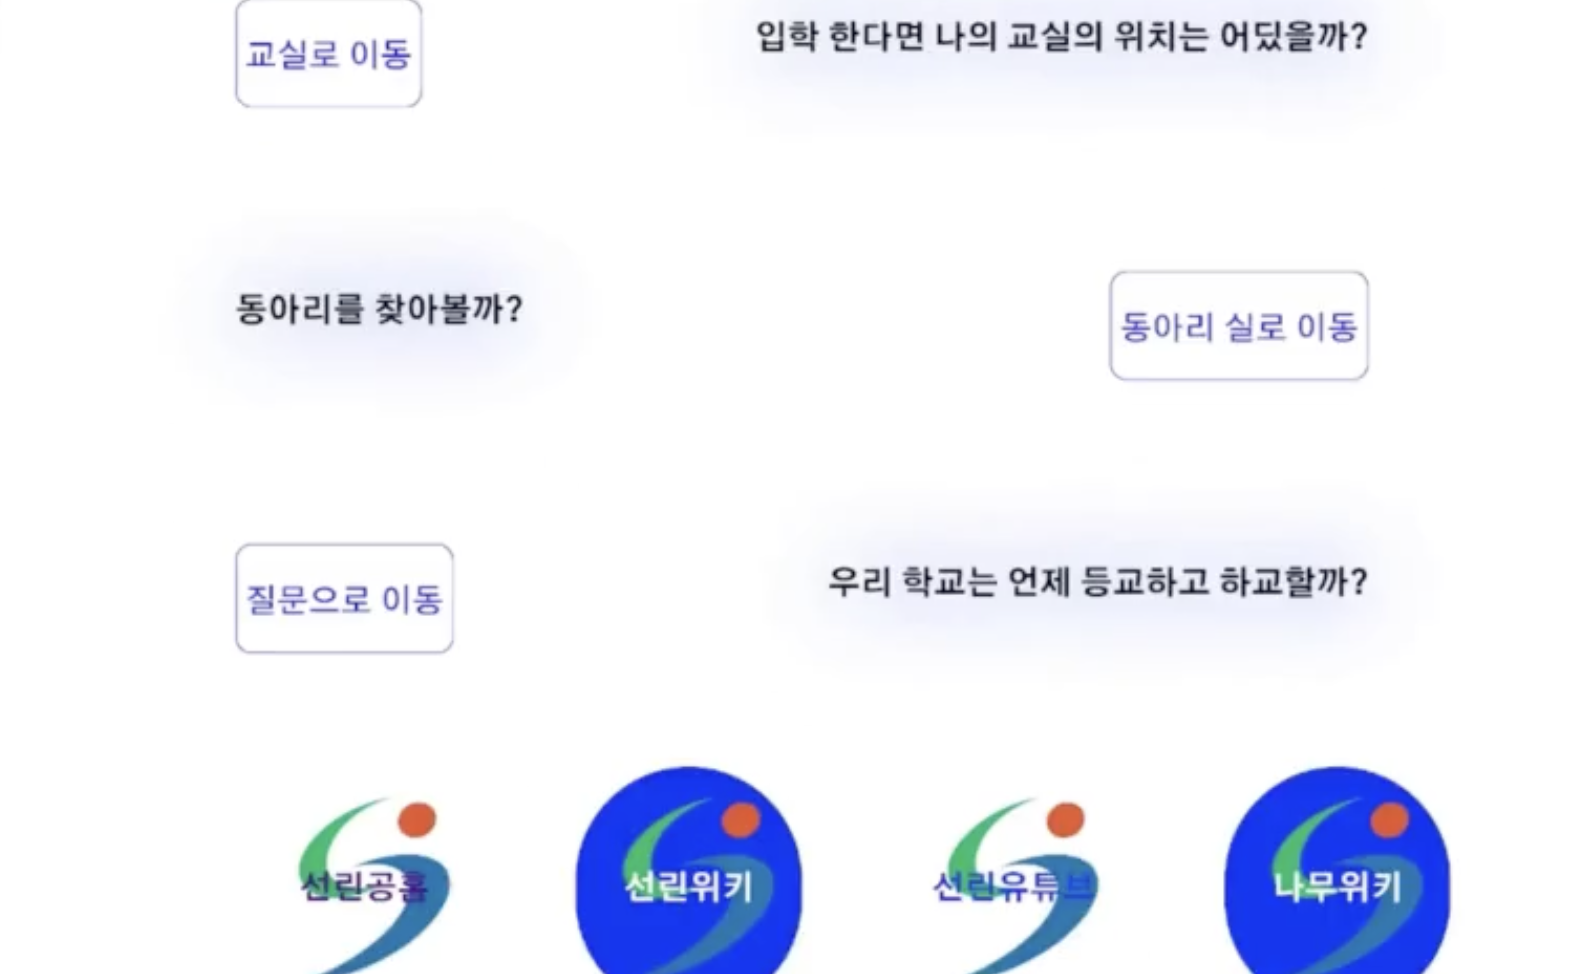 교실로 이동
입학 한다면 나의 교실의 위치는 어딨을까?
동아리를 찾아볼까?
동아리 실로 이동
질문으로 이동
우리 학교는 언제 등교하고 하교할까?
선린공홈
선린위키
선린유튜브
나무위키